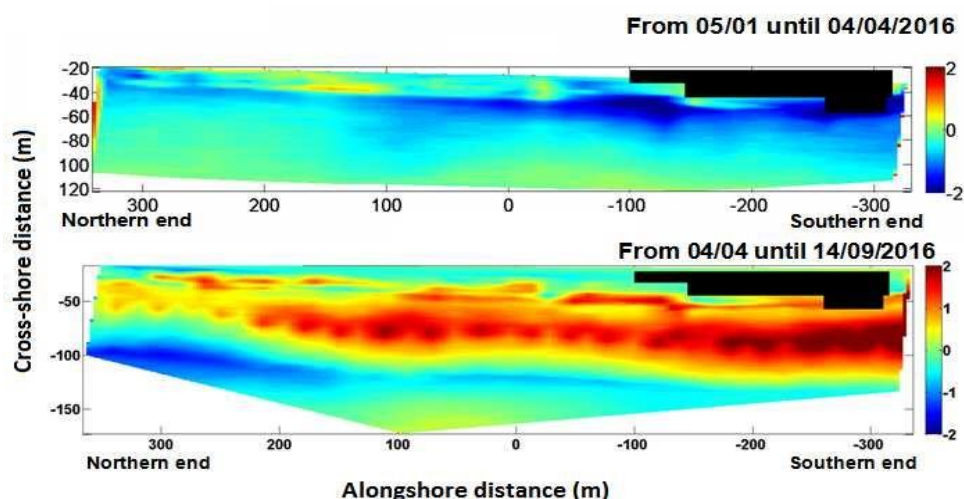 From 05/01 until 04/04/2016
-20
-40
-60
-80
100
120
300 200 100 0 -100 -200 -300
Northern end Southern end
2
1
0
-1
-2
From 04/04 until 14/09/2016
-50
-100
-150
300 200 100 0 -100 -200 -300
Northern end Southern end
2
1
0
-1
-2
Cross-shore distance (m)
Alongshore distance (m)